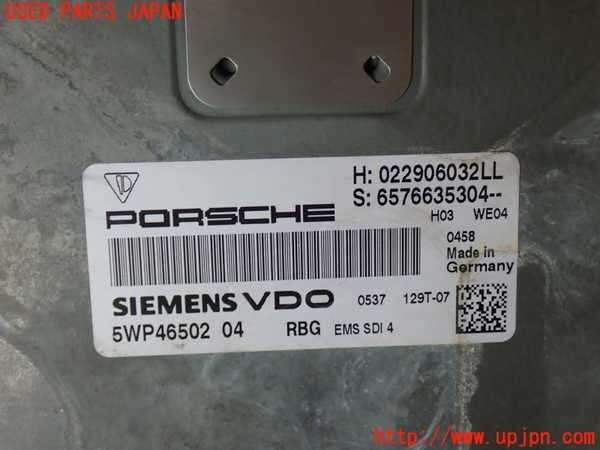 USED PARTS JAPAN
H: 022906032LL
S: 6576635304--
H03 WE04
PORSCHE
0458
Made in
Germany
SIEMENS VDO 0537 129T-07
5WP46502 04 RBG EMS SDI 4
http://www.upjpn.com/